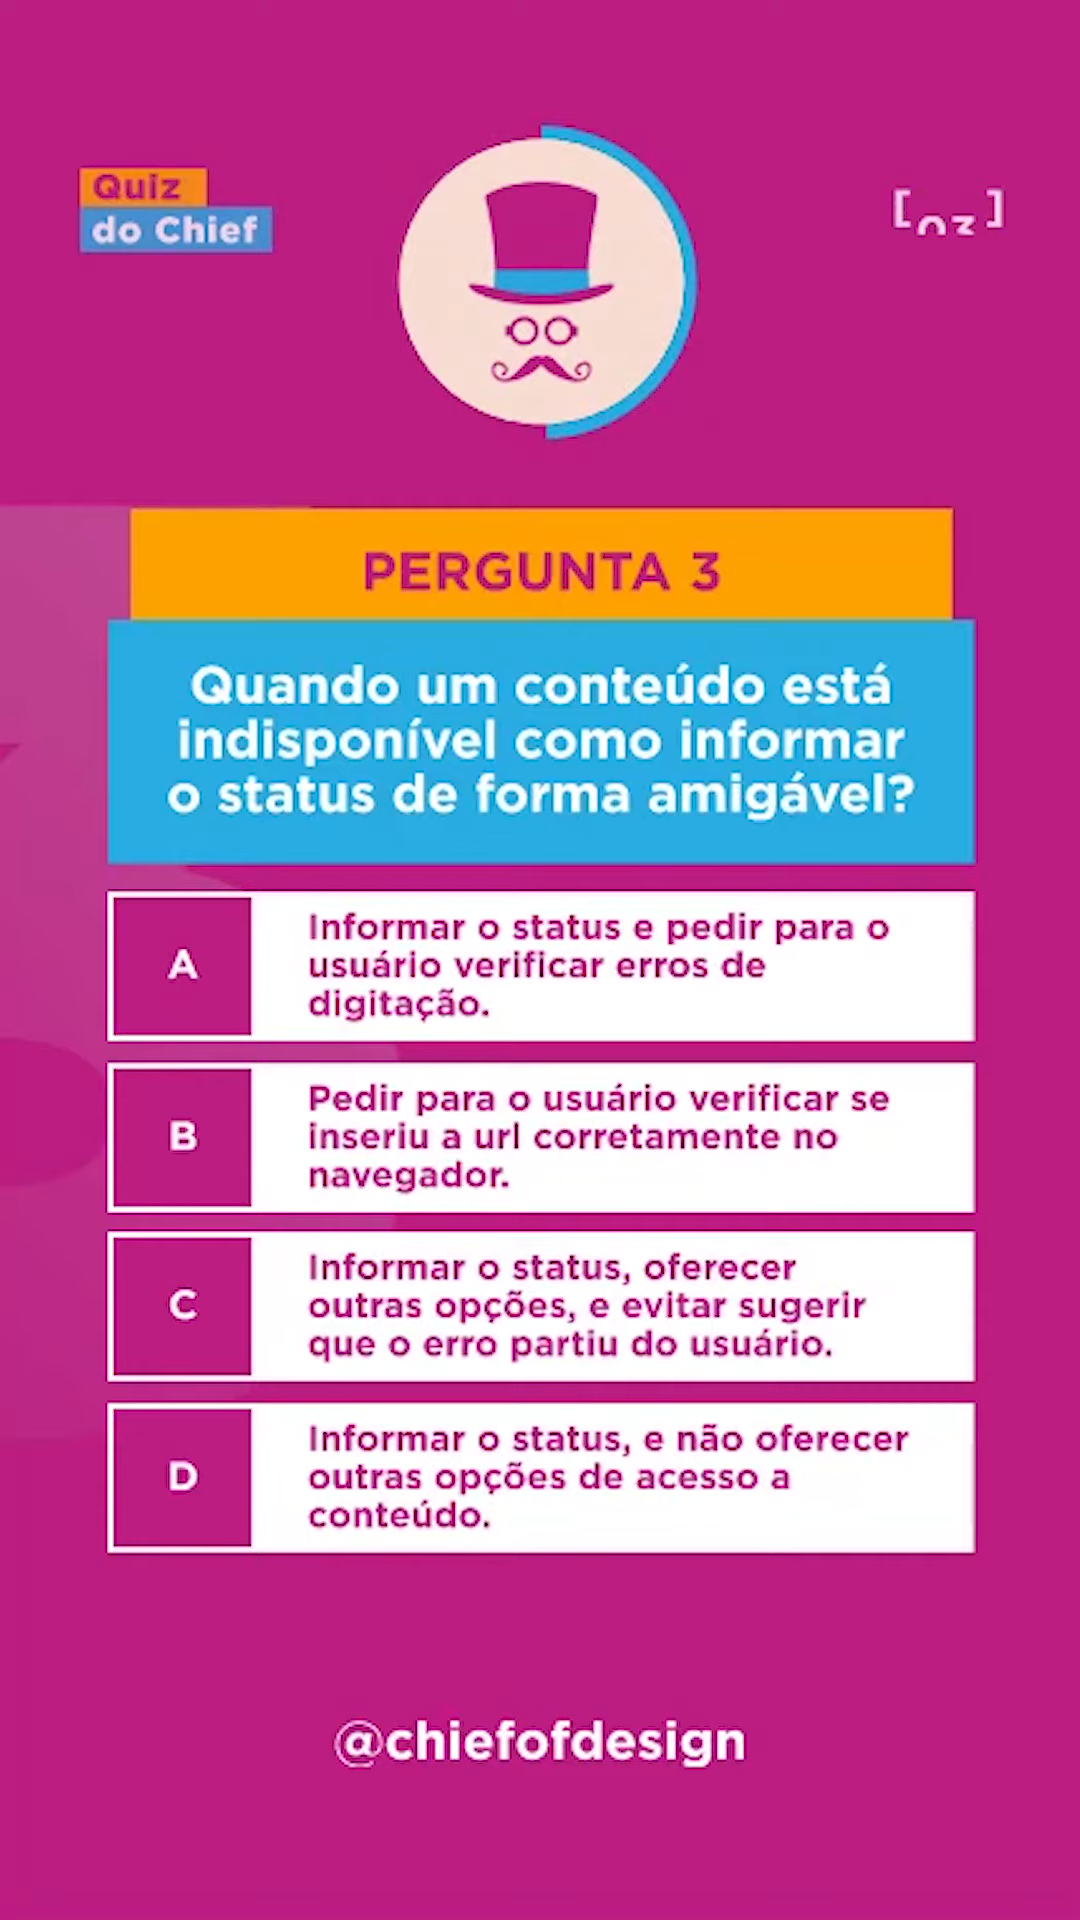 Quiz
do Chief
PERGUNTA 3
Quando um conteúdo está
indisponível como informar
o status de forma amigável?
A
Informar o status e pedir para o
usuário verificar erros de
digitação.
B
Pedir para o usuário verificar se
inseriu a url corretamente no
navegador.
C
Informar o status, oferecer
outras opções, e evitar sugerir
que o erro partiu do usuário.
D
Informar o status, e não oferecer
outras opções de acesso a
conteúdo.
@chiefofdesign